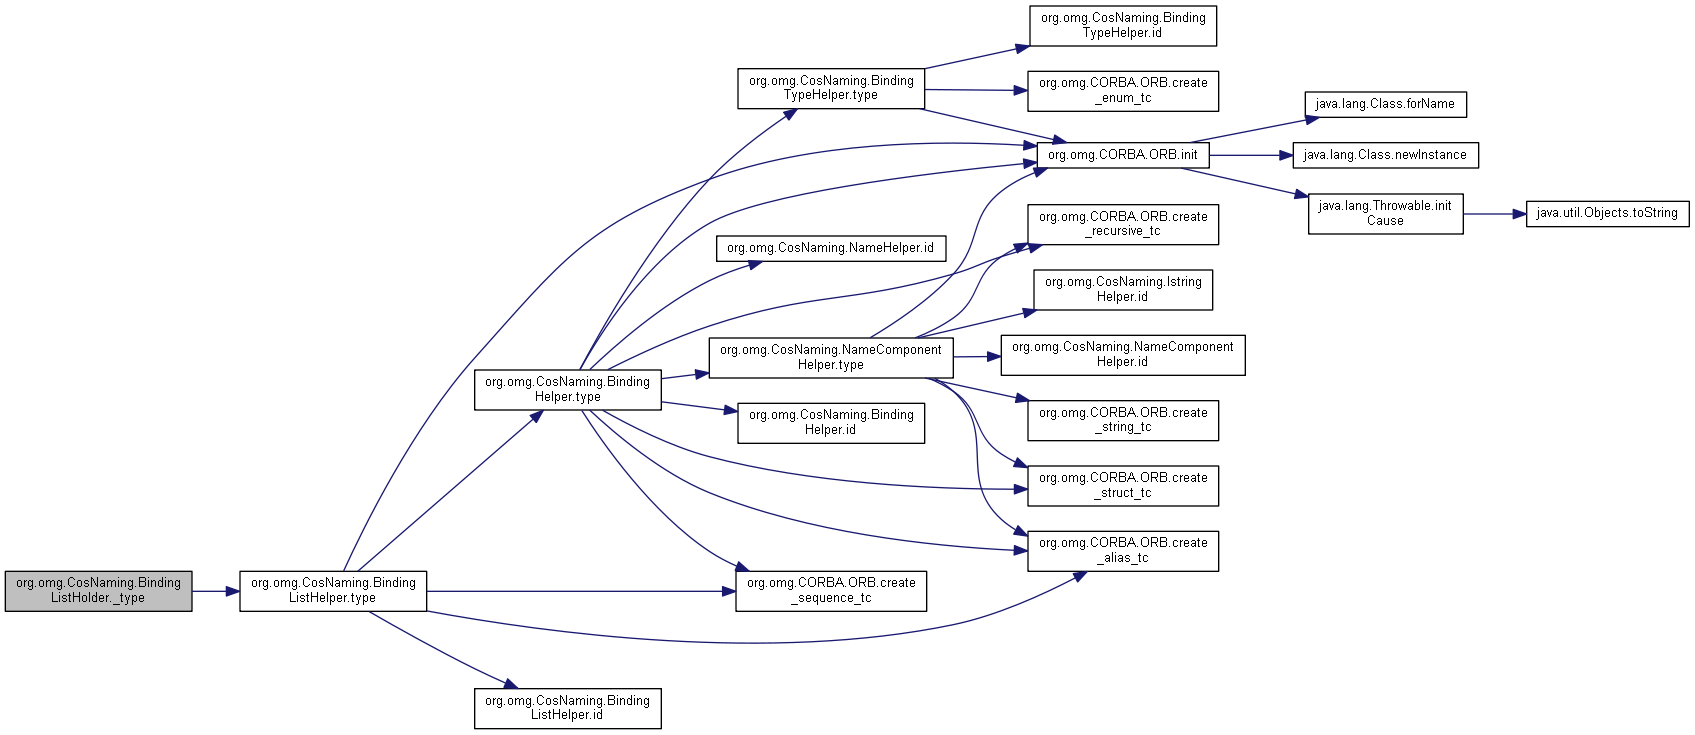 org.omg.CosNaming.Binding
TypeHelper.id
org.omg.CosNaming.Binding
TypeHelper.type
org.omg.CORBA.ORB.create
_enum_tc
java.lang.Class.forName
org.omg.CORBA.ORB.init
java.lang.Class.newInstance
java.lang.Throwable.init
Cause
java.util.Objects.toString
org.omg.CORBA.ORB.create
_recursive_tc
org.omg.CosNaming.NameHelper.id
org.omg.CosNaming.Istring
Helper.id
org.omg.CosNaming.NameComponent
Helper.type
org.omg.CosNaming.NameComponent
Helper.id
org.omg.CosNaming.Binding
Helper.type
org.omg.CosNaming.Binding
Helper.id
org.omg.CORBA.ORB.create
_string_tc
org.omg.CORBA.ORB.create
_struct_tc
org.omg.CORBA.ORB.create
_alias_tc
org.omg.CosNaming.Binding
ListHolder._type
org.omg.CosNaming.Binding
ListHelper.type
org.omg.CORBA.ORB.create
_sequence_tc
org.omg.CosNaming.Binding
ListHelper.id